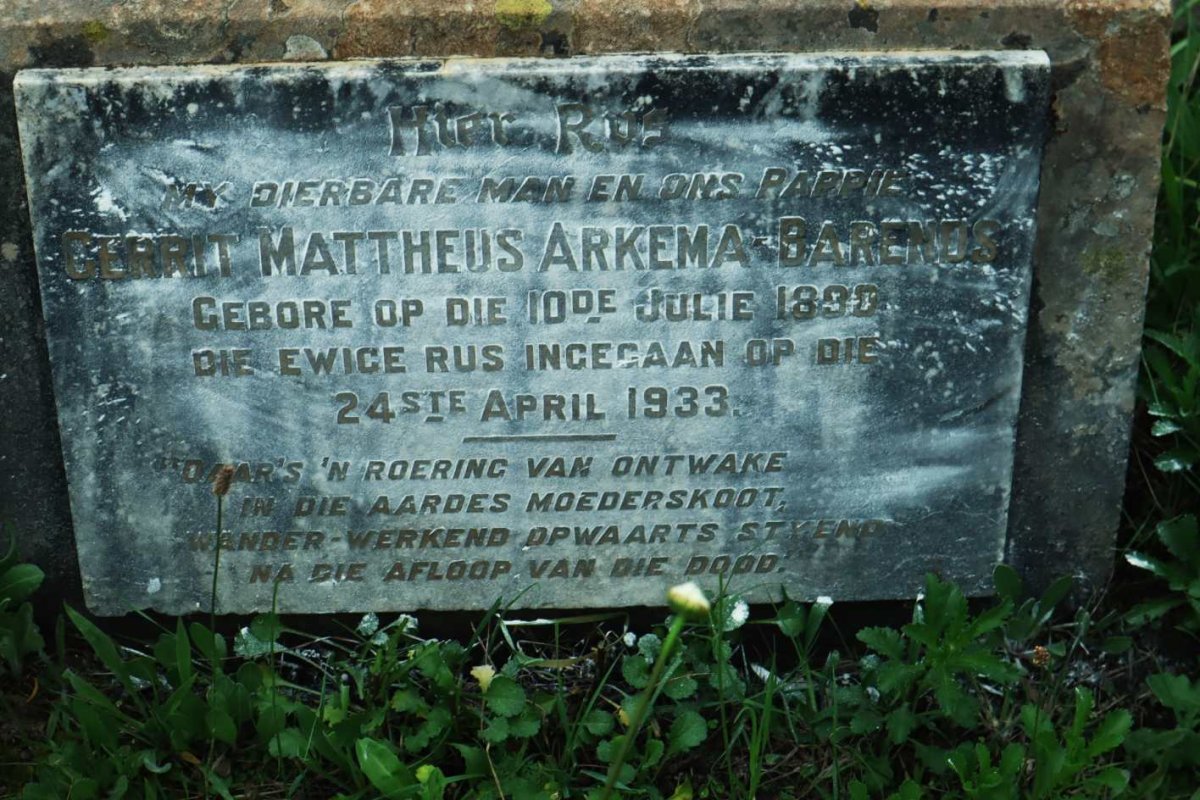 Hier Rus
MY DIERBARE MAN EN ONS PAPPIE
GERRIT MATTHEUS ARKEMA-BARENDS
GEBORE OP DIE 10DE JULIE
DIE EWIGE RUS INGEGAAN OP DIE
24STE APRIL 1933.
"DAAR'S 'N ROERING VAN ONTWAKE
IN DIE AARDES MOEDERSKOOT,
WANDER-WERKEND OPWAARTS STYEND
NA DIE AFLOOP VAN DIE DOOD."